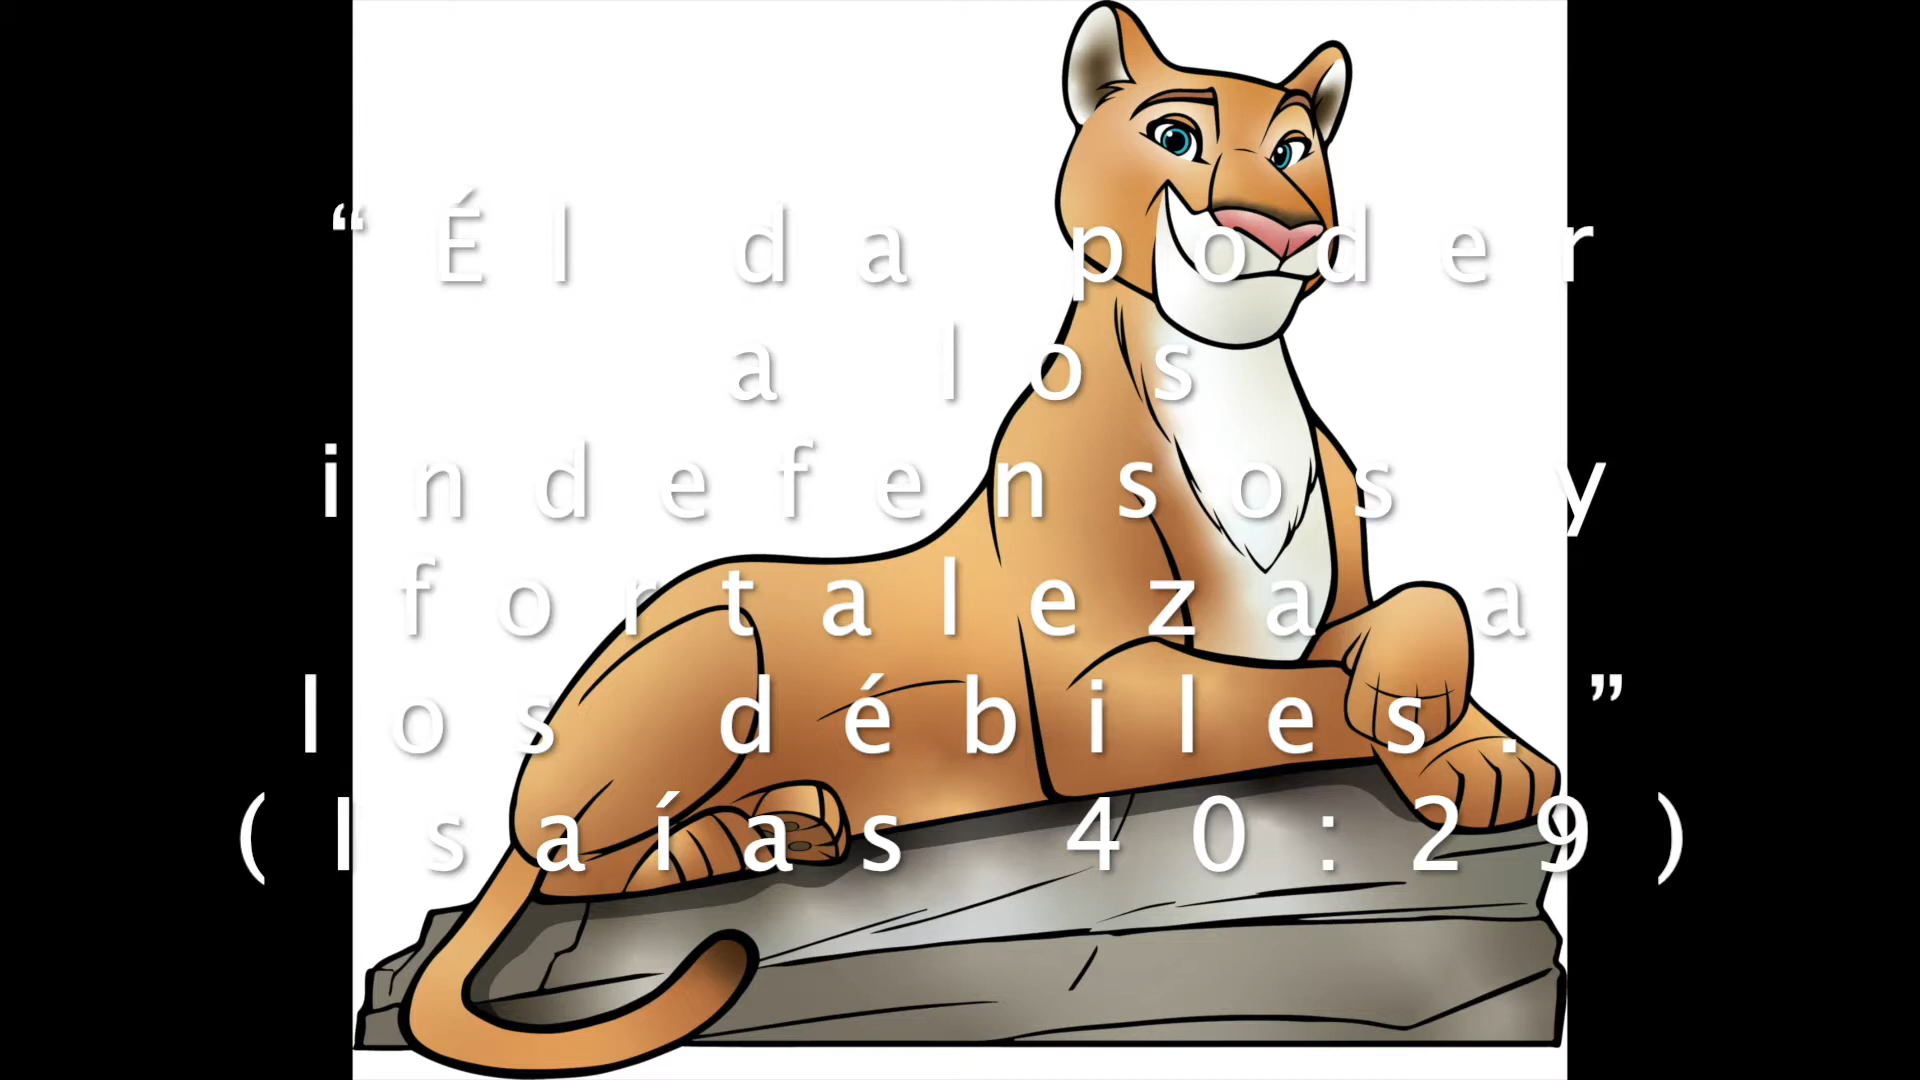 “Él da poder
a los
indefensos y
fortaleza a
los débiles.”
(Isaías 40:29)